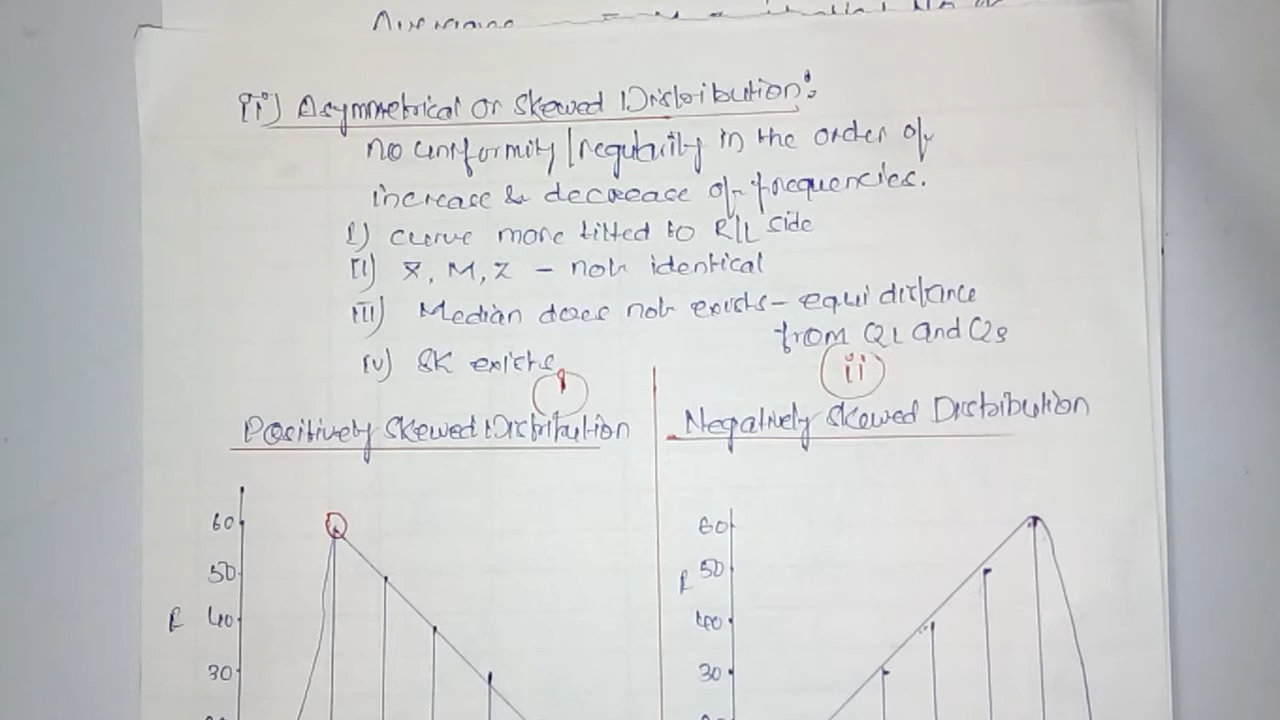 ii) Asymmetrical or Skewed Distribution:
no uniformity/regularity in the order of
increase & decrease of frequencies.
i) curve more tilted to R/L side
ii) x̄, M, Z - not identical
iii) Median does not exists - equi distance
from Q1 and Q3
iv) SK exists
i
ii
Positively Skewed Distribution
Negatively Skewed Distribution
60
50
40
30
60
50
40
30